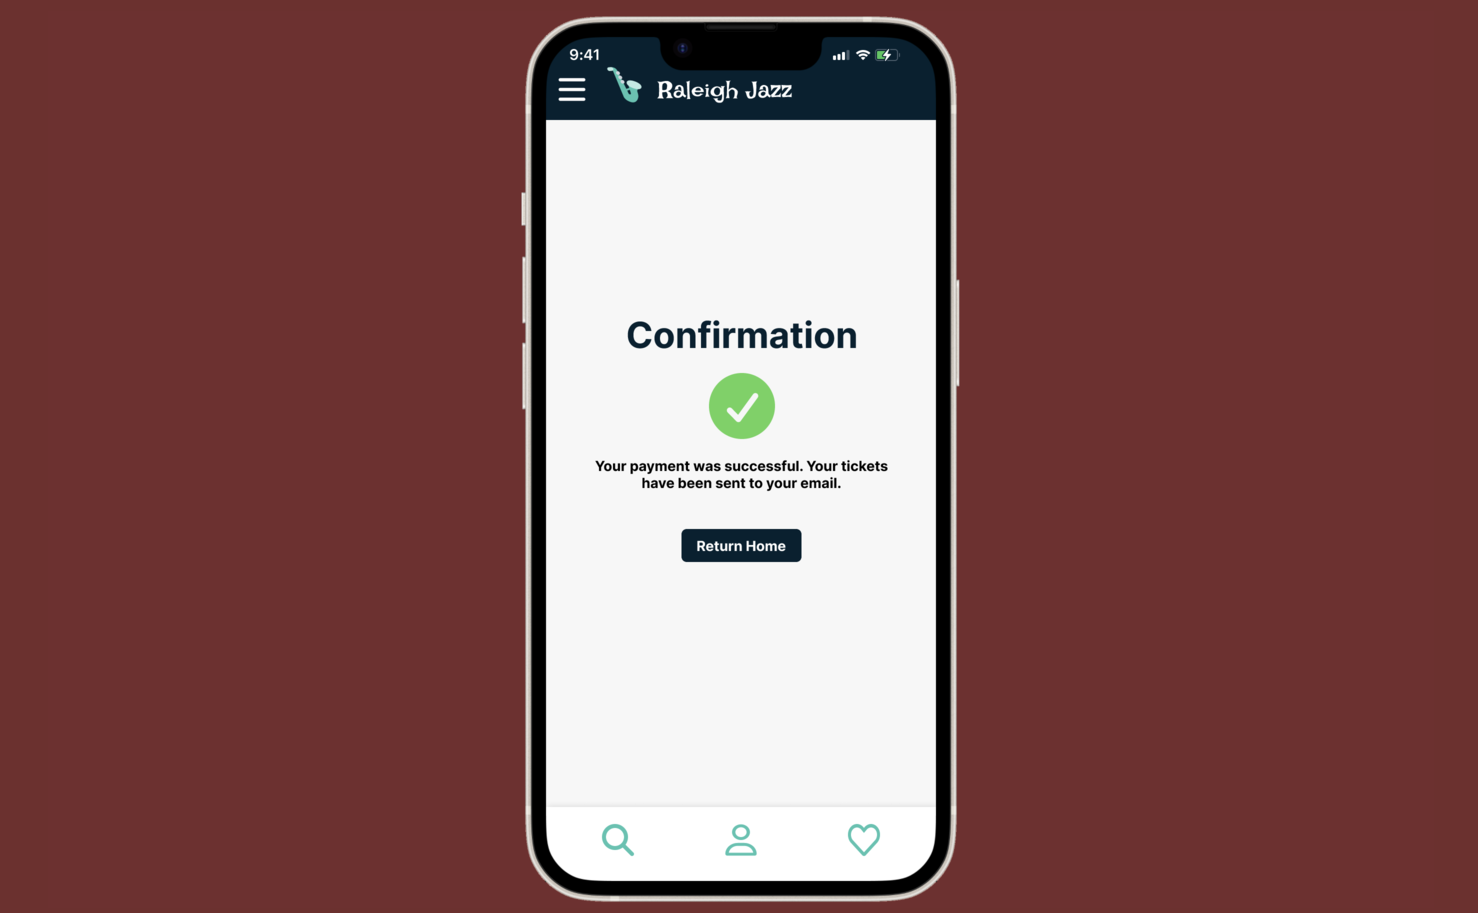 9:41
Raleigh Jazz
Confirmation
Your payment was successful. Your tickets
have been sent to your email.
Return Home